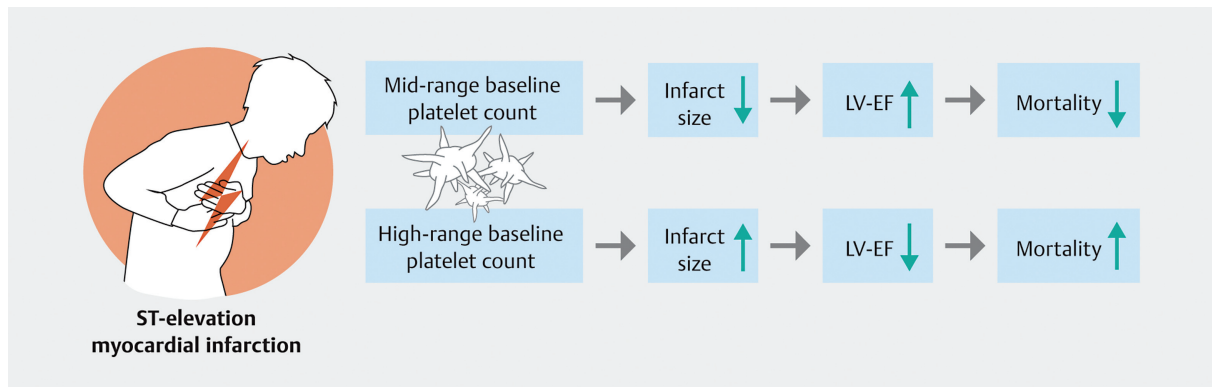 Mid-range baseline
platelet count
Infarct
size
LV-EF
Mortality
High-range baseline
platelet count
Infarct
size
LV-EF
Mortality
ST-elevation
myocardial infarction